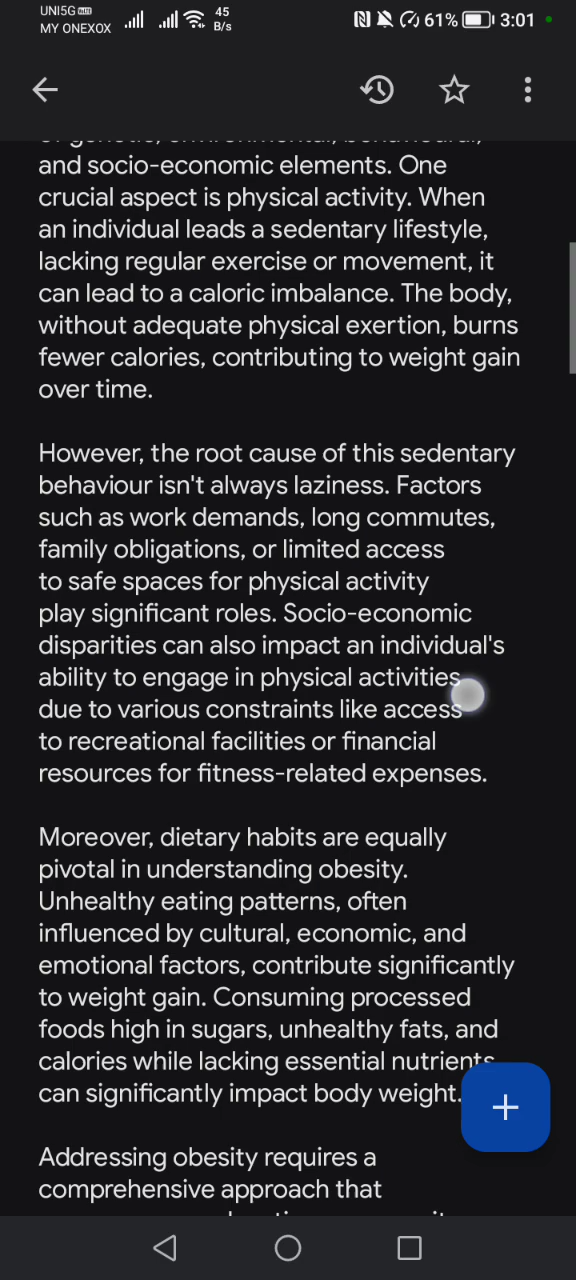 UNI5G
MY ONEXOX
45
B/s
61%
3:01
and socio-economic elements. One
crucial aspect is physical activity. When
an individual leads a sedentary lifestyle,
lacking regular exercise or movement, it
can lead to a caloric imbalance. The body,
without adequate physical exertion, burns
fewer calories, contributing to weight gain
over time.
However, the root cause of this sedentary
behaviour isn't always laziness. Factors
such as work demands, long commutes,
family obligations, or limited access
to safe spaces for physical activity
play significant roles. Socio-economic
disparities can also impact an individual's
ability to engage in physical activities
due to various constraints like access
to recreational facilities or financial
resources for fitness-related expenses.
Moreover, dietary habits are equally
pivotal in understanding obesity.
Unhealthy eating patterns, often
influenced by cultural, economic, and
emotional factors, contribute significantly
to weight gain. Consuming processed
foods high in sugars, unhealthy fats, and
calories while lacking essential nutrients
can significantly impact body weight.
Addressing obesity requires a
comprehensive approach that